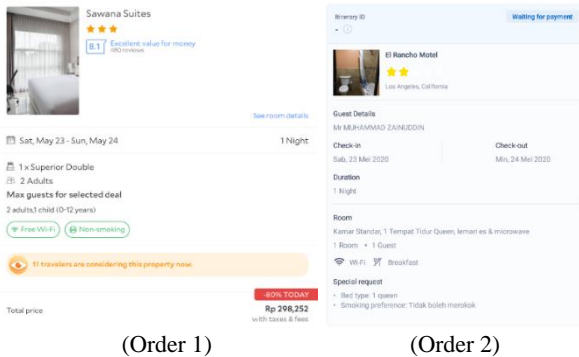 Sawana Suites
8.1
Excellent value for money
480 reviews
See room details
Sat, May 23 - Sun, May 24
1 Night
1 x Superior Double
2 Adults
Max guests for selected deal
2 adults,1 child (0-12 years)
Free Wi-Fi
Non-smoking
11 travelers are considering this property now.
-80% TODAY
Total price
Rp 298,252
with taxes & fees
(Order 1)
Itinerary ID
-
Waiting for payment
El Rancho Motel
Los Angeles, California
Guest Details
Mr MUHAMMAD ZAINUDDIN
Check-in
Check-out
Sab, 23 Mei 2020
Min, 24 Mei 2020
Duration
1 Night
Room
Kamar Standar, 1 Tempat Tidur Queen, lemari es & microwave
1 Room • 1 Guest
Wi-Fi
Breakfast
Special request
• Bed type: 1 queen
• Smoking preference: Tidak boleh merokok
(Order 2)